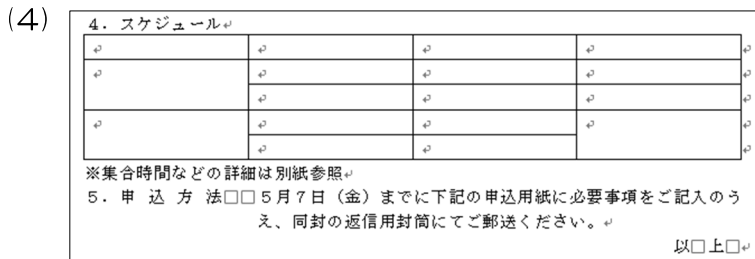 (4)
4．スケジュール↵
↵ ↵ ↵ ↵ ↵
↵ ↵ ↵ ↵ ↵
↵ ↵ ↵ ↵
↵ ↵ ↵ ↵ ↵
↵ ↵ ↵
※集合時間などの詳細は別紙参照↵
5．申 込 方 法□□5月7日（金）までに下記の申込用紙に必要事項をご記入のう
え、同封の返信用封筒にてご郵送ください。↵
以□上□↵